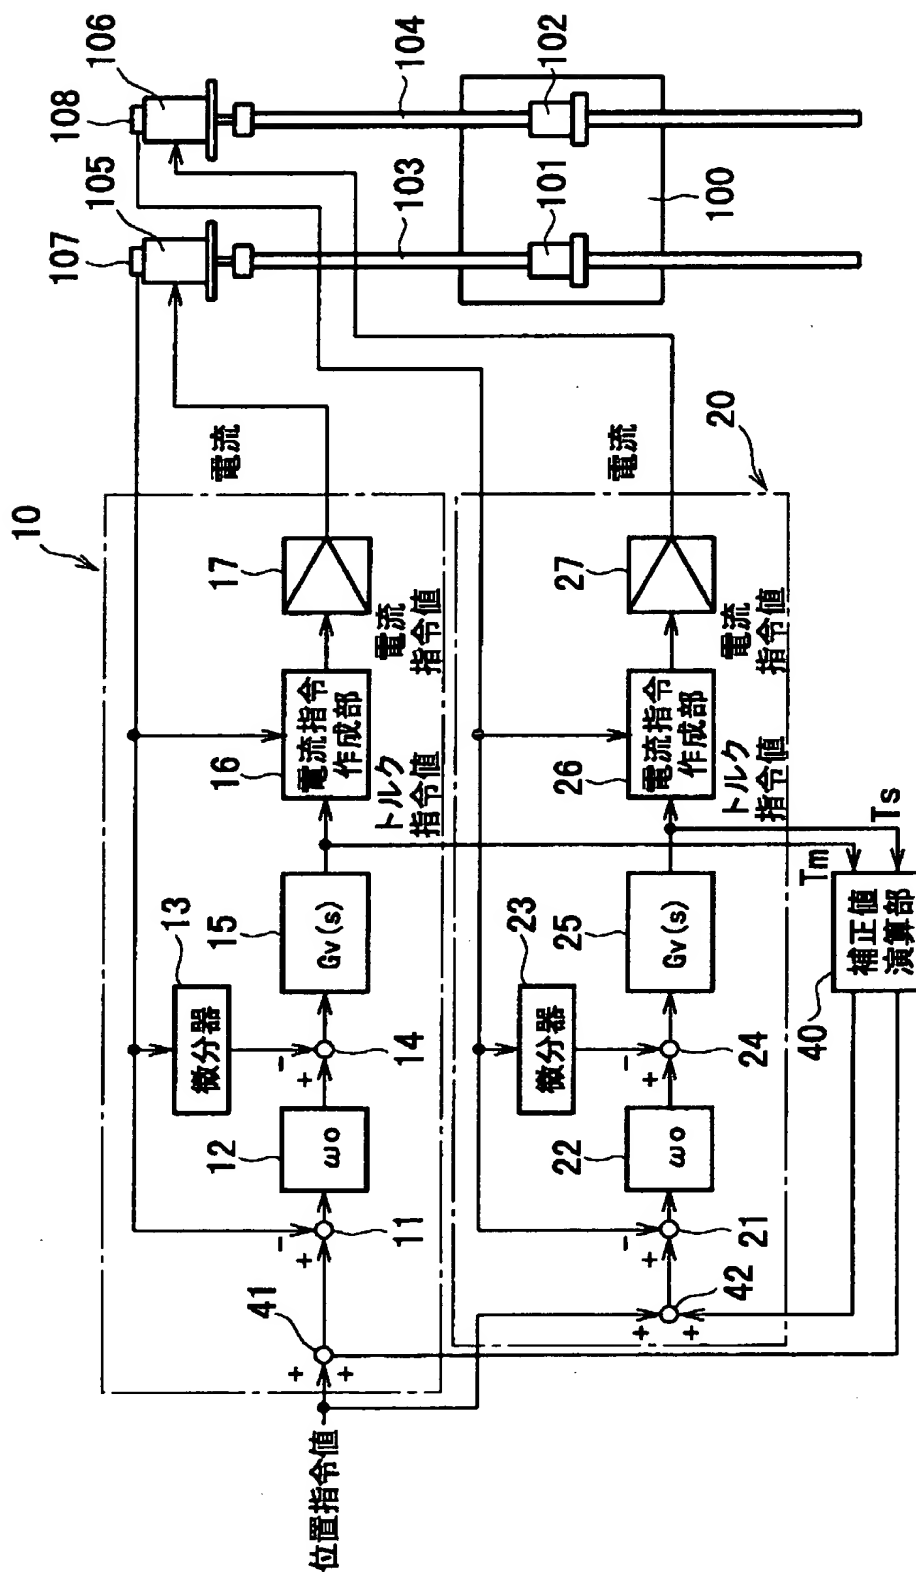 10
13
微分器
12
ωo
15
Gv(s)
16
電流指令
作成部
17
電流
107
105
108
106
41
+
+
+
-
11
+
-
14
トルク
指令値
電流
指令値
位置指令値
103
104
101
102
100
20
23
微分器
22
ωo
25
Gv(s)
26
電流指令
作成部
27
電流
+
+
42
+
-
21
+
-
24
トルク
指令値
電流
指令値
Tm
Ts
40
補正値
演算部